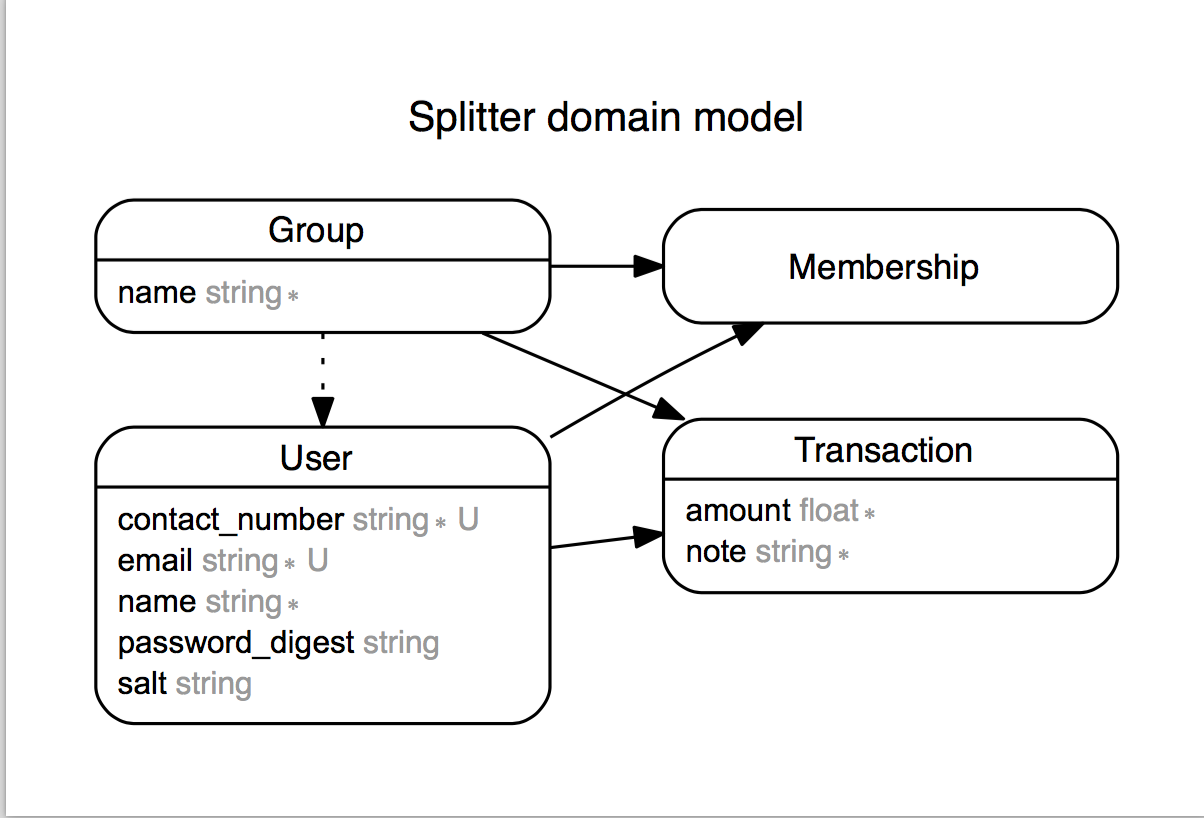 Splitter domain model
Group
name string *
Membership
User
contact_number string * U
email string * U
name string *
password_digest string
salt string
Transaction
amount float *
note string *